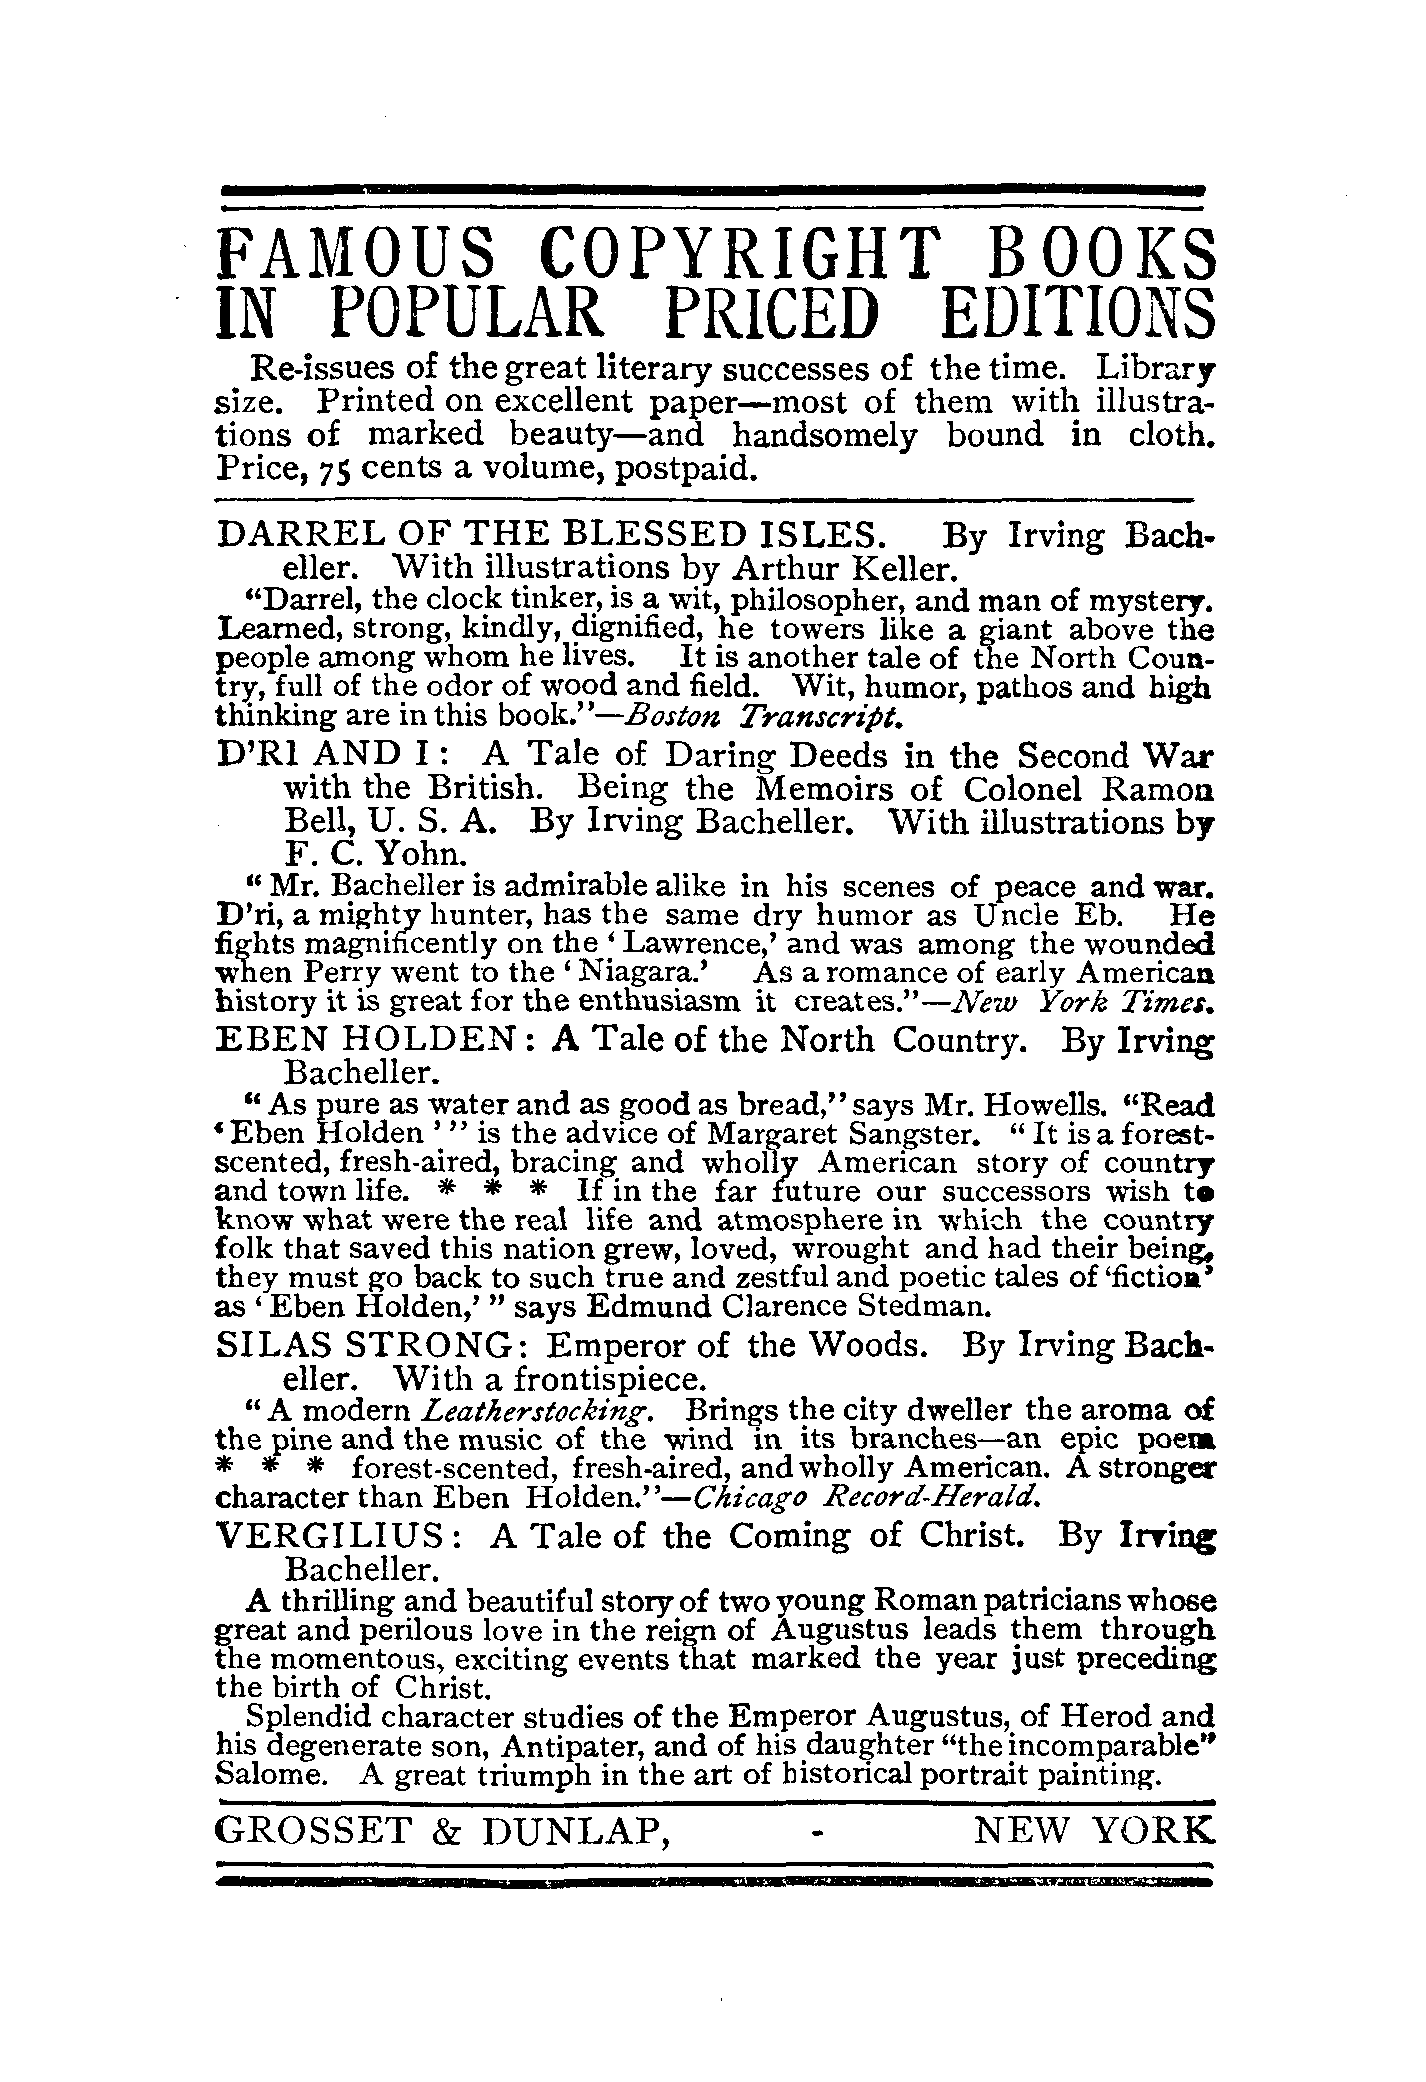 FAMOUS COPYRIGHT BOOKS
IN POPULAR PRICED EDITIONS
Re-issues of the great literary successes of the time. Library
size. Printed on excellent paper—most of them with illustra-
tions of marked beauty—and handsomely bound in cloth.
Price, 75 cents a volume, postpaid.
DARREL OF THE BLESSED ISLES. By Irving Bach-
eller. With illustrations by Arthur Keller.
"Darrel, the clock tinker, is a wit, philosopher, and man of mystery.
Learned, strong, kindly, dignified, he towers like a giant above the
people among whom he lives. It is another tale of the North Coun-
try, full of the odor of wood and field. Wit, humor, pathos and high
thinking are in this book."—Boston Transcript.
D'RI AND I: A Tale of Daring Deeds in the Second War
with the British. Being the Memoirs of Colonel Ramon
Bell, U. S. A. By Irving Bacheller. With illustrations by
F. C. Yohn.
"Mr. Bacheller is admirable alike in his scenes of peace and war.
D'ri, a mighty hunter, has the same dry humor as Uncle Eb. He
fights magnificently on the 'Lawrence,' and was among the wounded
when Perry went to the 'Niagara.' As a romance of early American
history it is great for the enthusiasm it creates."—New York Times.
EBEN HOLDEN: A Tale of the North Country. By Irving
Bacheller.
"As pure as water and as good as bread," says Mr. Howells. "Read
'Eben Holden'" is the advice of Margaret Sangster. "It is a forest-
scented, fresh-aired, bracing and wholly American story of country
and town life. * * * If in the far future our successors wish to
know what were the real life and atmosphere in which the country
folk that saved this nation grew, loved, wrought and had their being,
they must go back to such true and zestful and poetic tales of 'fiction'
as 'Eben Holden,'" says Edmund Clarence Stedman.
SILAS STRONG: Emperor of the Woods. By Irving Bach-
eller. With a frontispiece.
"A modern Leatherstocking. Brings the city dweller the aroma of
the pine and the music of the wind in its branches—an epic poem
* * * forest-scented, fresh-aired, and wholly American. A stronger
character than Eben Holden."—Chicago Record-Herald.
VERGILIUS: A Tale of the Coming of Christ. By Irving
Bacheller.
A thrilling and beautiful story of two young Roman patricians whose
great and perilous love in the reign of Augustus leads them through
the momentous, exciting events that marked the year just preceding
the birth of Christ.
Splendid character studies of the Emperor Augustus, of Herod and
his degenerate son, Antipater, and of his daughter "the incomparable"
Salome. A great triumph in the art of historical portrait painting.
GROSSET & DUNLAP, - NEW YORK